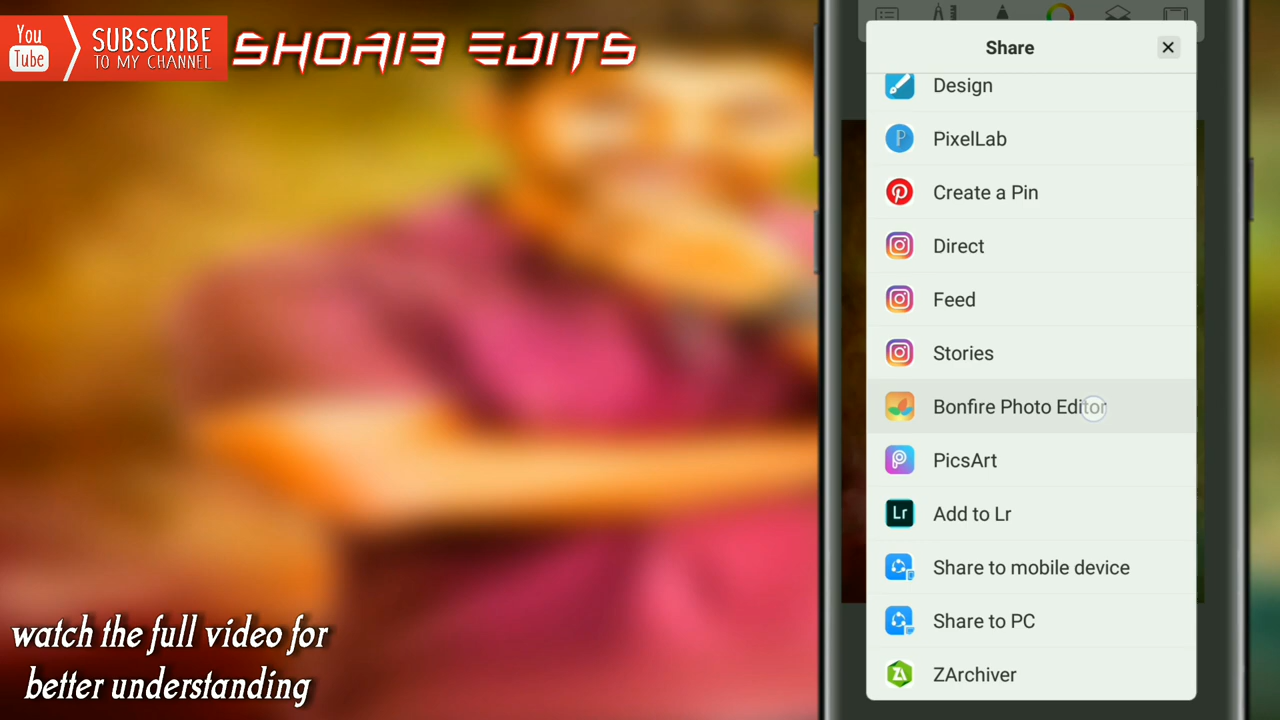 You
Tube
SUBSCRIBE
TO MY CHANNEL
SHOAIB EDITS
watch the full video for
better understanding
Share
Design
PixelLab
Create a Pin
Direct
Feed
Stories
Bonfire Photo Editor
PicsArt
Lr
Add to Lr
Share to mobile device
Share to PC
ZA
ZArchiver